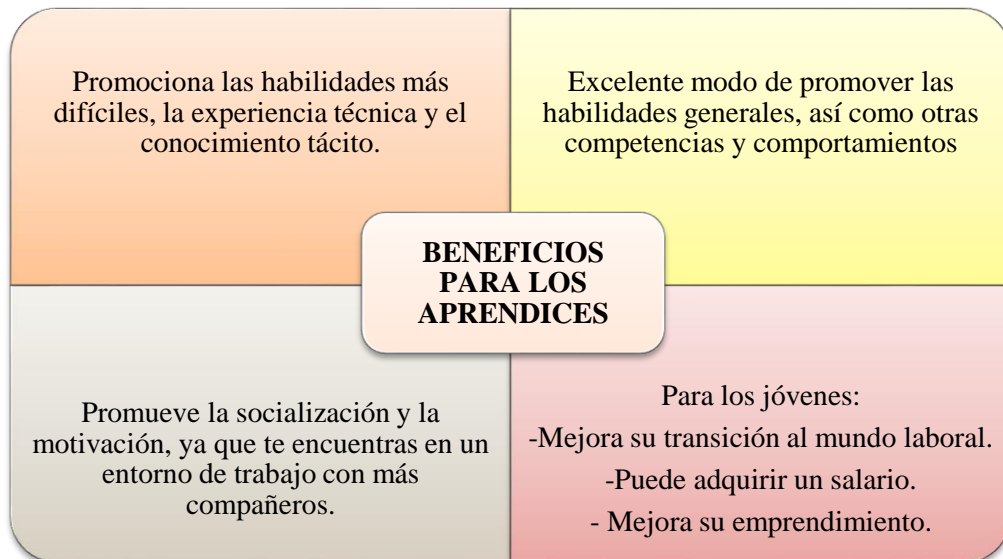 Promociona las habilidades más
difíciles, la experiencia técnica y el
conocimiento tácito.
Excelente modo de promover las
habilidades generales, así como otras
competencias y comportamientos
BENEFICIOS
PARA LOS
APRENDICES
Promueve la socialización y la
motivación, ya que te encuentras en un
entorno de trabajo con más
compañeros.
Para los jóvenes:
-Mejora su transición al mundo laboral.
-Puede adquirir un salario.
- Mejora su emprendimiento.